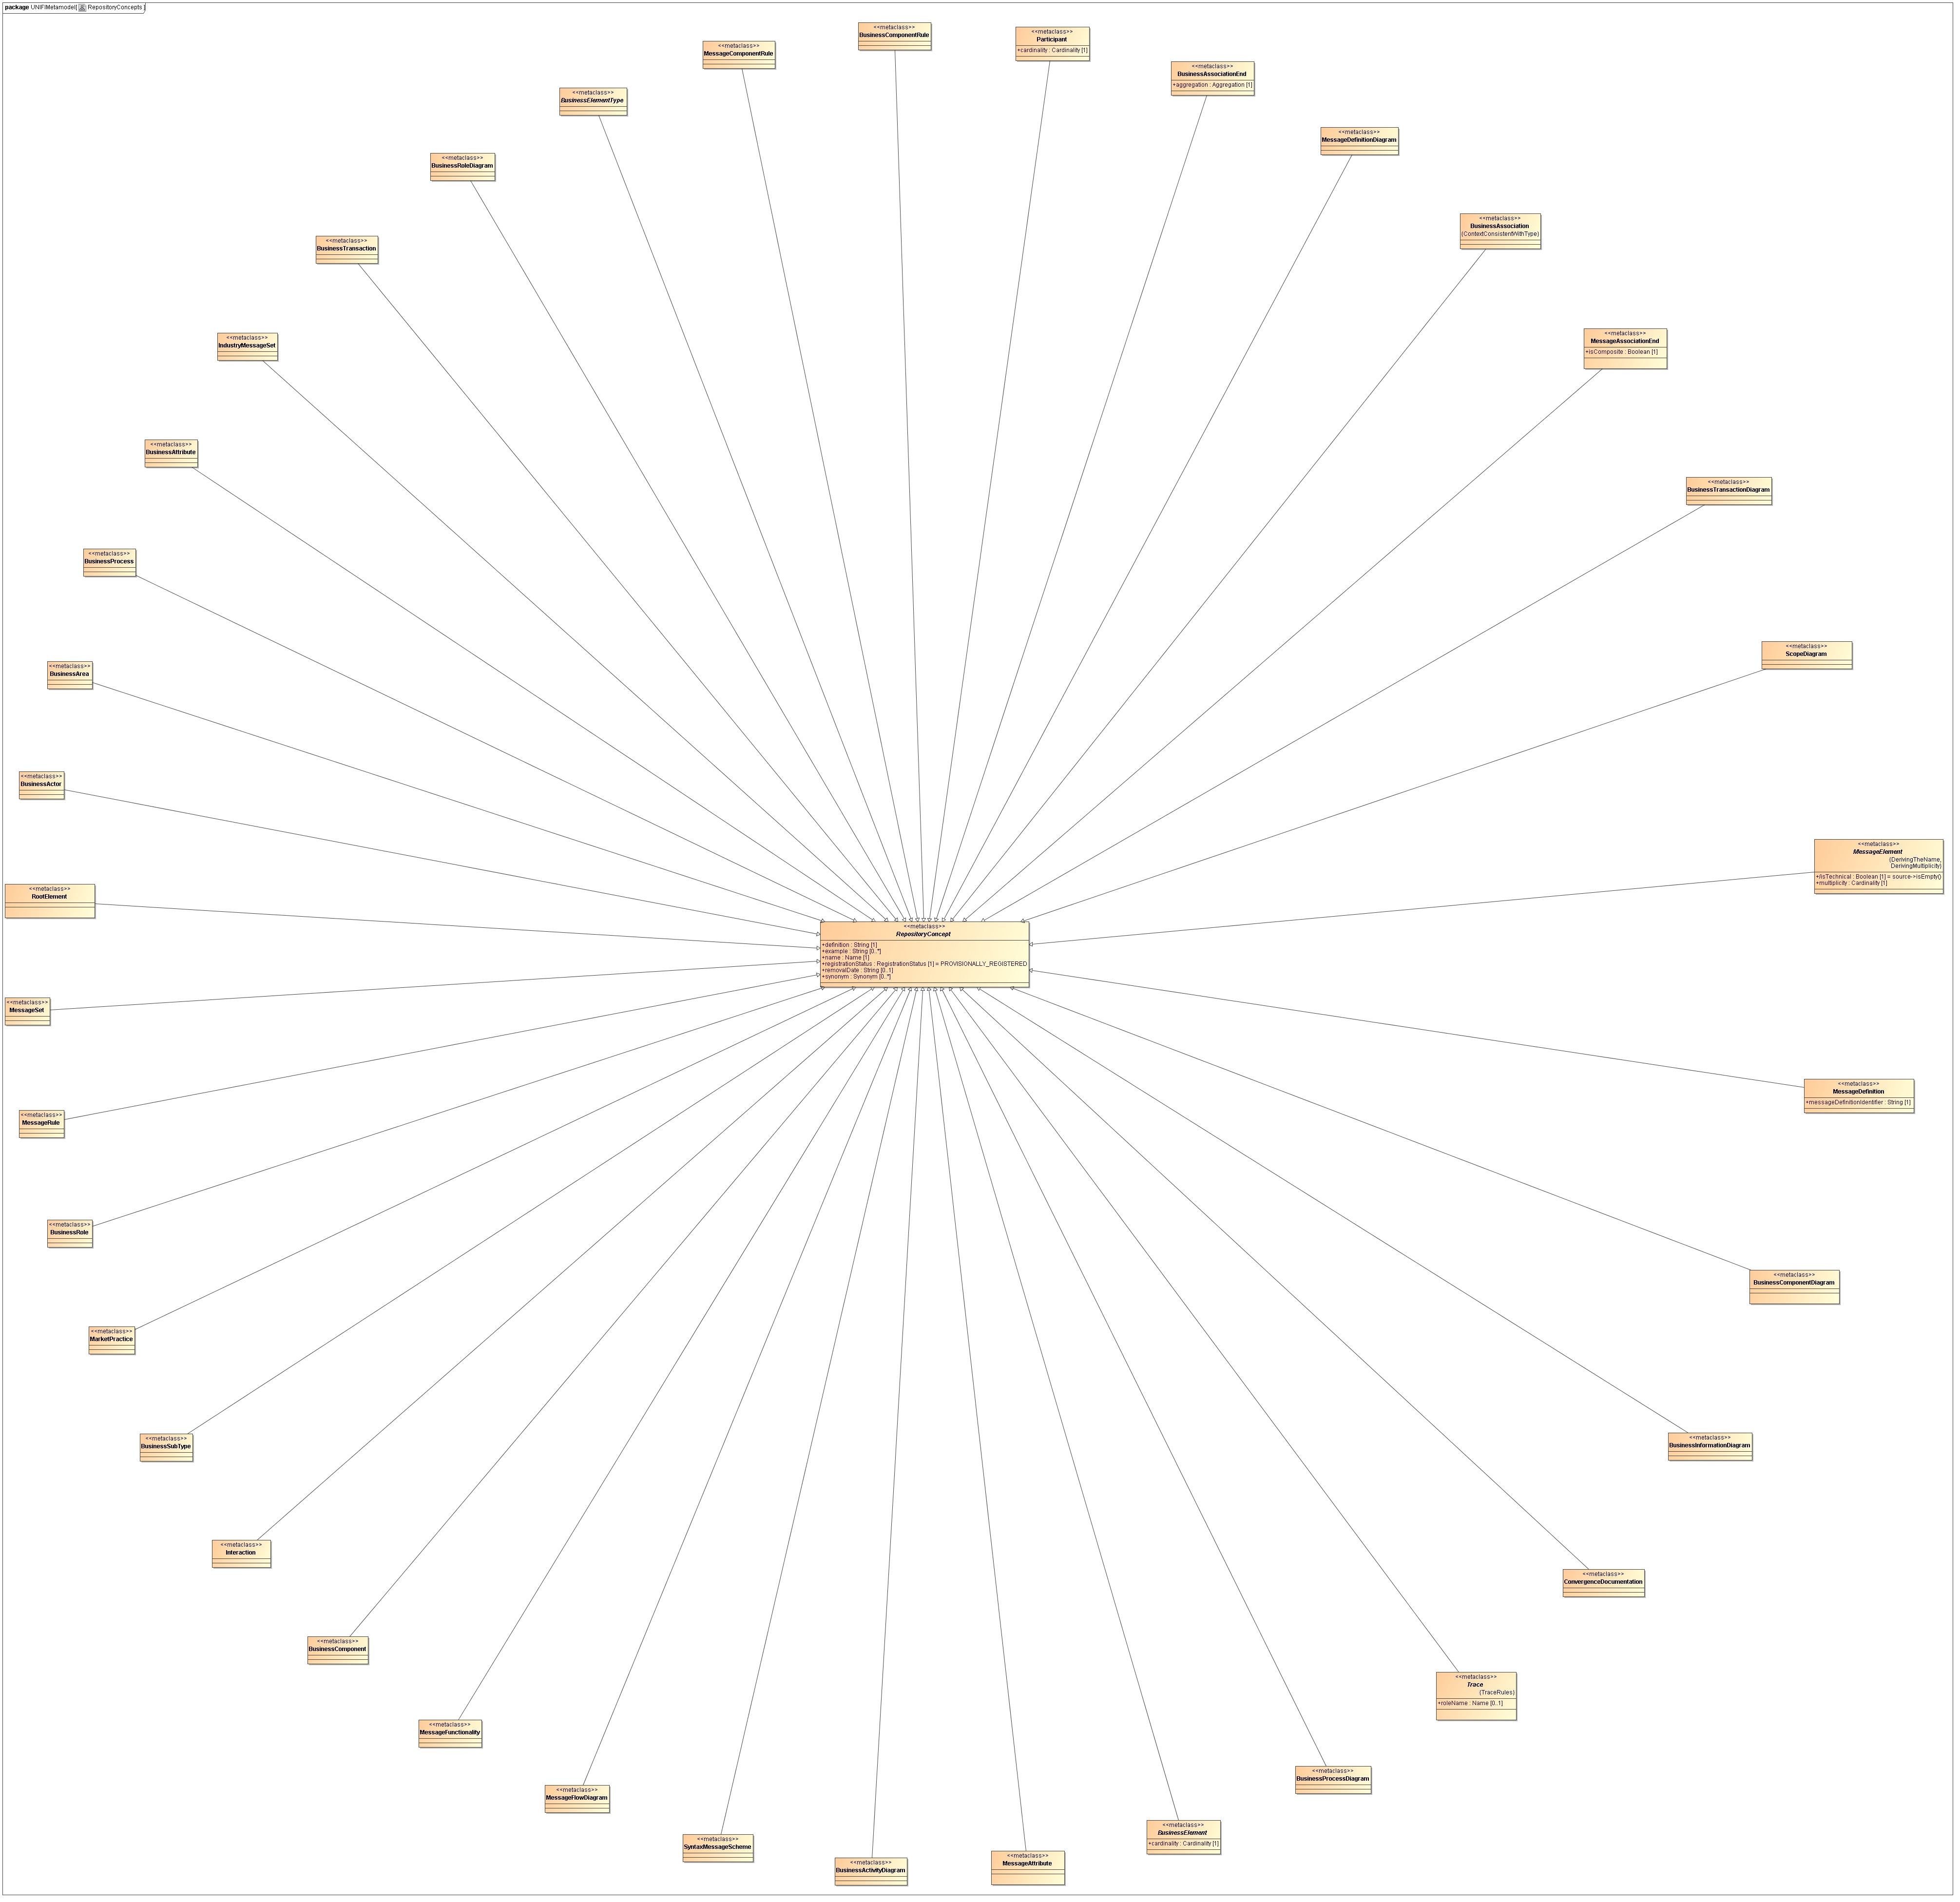 package UNIFIMetamodel[ RepositoryConcepts ]
<<metaclass>>
BusinessComponentRule
<<metaclass>>
Participant
+cardinality : Cardinality [1]
<<metaclass>>
MessageComponentRule
<<metaclass>>
BusinessAssociationEnd
+aggregation : Aggregation [1]
<<metaclass>>
BusinessElementType
<<metaclass>>
MessageDefinitionDiagram
<<metaclass>>
BusinessRoleDiagram
<<metaclass>>
BusinessAssociation
{ContextConsistentWithType}
<<metaclass>>
BusinessTransaction
<<metaclass>>
MessageAssociationEnd
+isComposite : Boolean [1]
<<metaclass>>
IndustryMessageSet
<<metaclass>>
BusinessAttribute
<<metaclass>>
BusinessTransactionDiagram
<<metaclass>>
BusinessProcess
<<metaclass>>
ScopeDiagram
<<metaclass>>
BusinessArea
<<metaclass>>
BusinessActor
<<metaclass>>
MessageElement
{DerivingTheName,
DerivingMultiplicity}
+/isTechnical : Boolean [1] = source->isEmpty()
+multiplicity : Cardinality [1]
<<metaclass>>
RootElement
<<metaclass>>
RepositoryConcept
+definition : String [1]
+example : String [0..*]
+name : Name [1]
+registrationStatus : RegistrationStatus [1] = PROVISIONALLY_REGISTERED
+removalDate : String [0..1]
+synonym : Synonym [0..*]
<<metaclass>>
MessageSet
<<metaclass>>
MessageDefinition
+messageDefinitionIdentifier : String [1]
<<metaclass>>
MessageRule
<<metaclass>>
BusinessRole
<<metaclass>>
BusinessComponentDiagram
<<metaclass>>
MarketPractice
<<metaclass>>
BusinessSubType
<<metaclass>>
BusinessInformationDiagram
<<metaclass>>
Interaction
<<metaclass>>
ConvergenceDocumentation
<<metaclass>>
BusinessComponent
<<metaclass>>
Trace
{TraceRules}
+roleName : Name [0..1]
<<metaclass>>
MessageFunctionality
<<metaclass>>
BusinessProcessDiagram
<<metaclass>>
MessageFlowDiagram
<<metaclass>>
BusinessElement
+cardinality : Cardinality [1]
<<metaclass>>
SyntaxMessageScheme
<<metaclass>>
MessageAttribute
<<metaclass>>
BusinessActivityDiagram